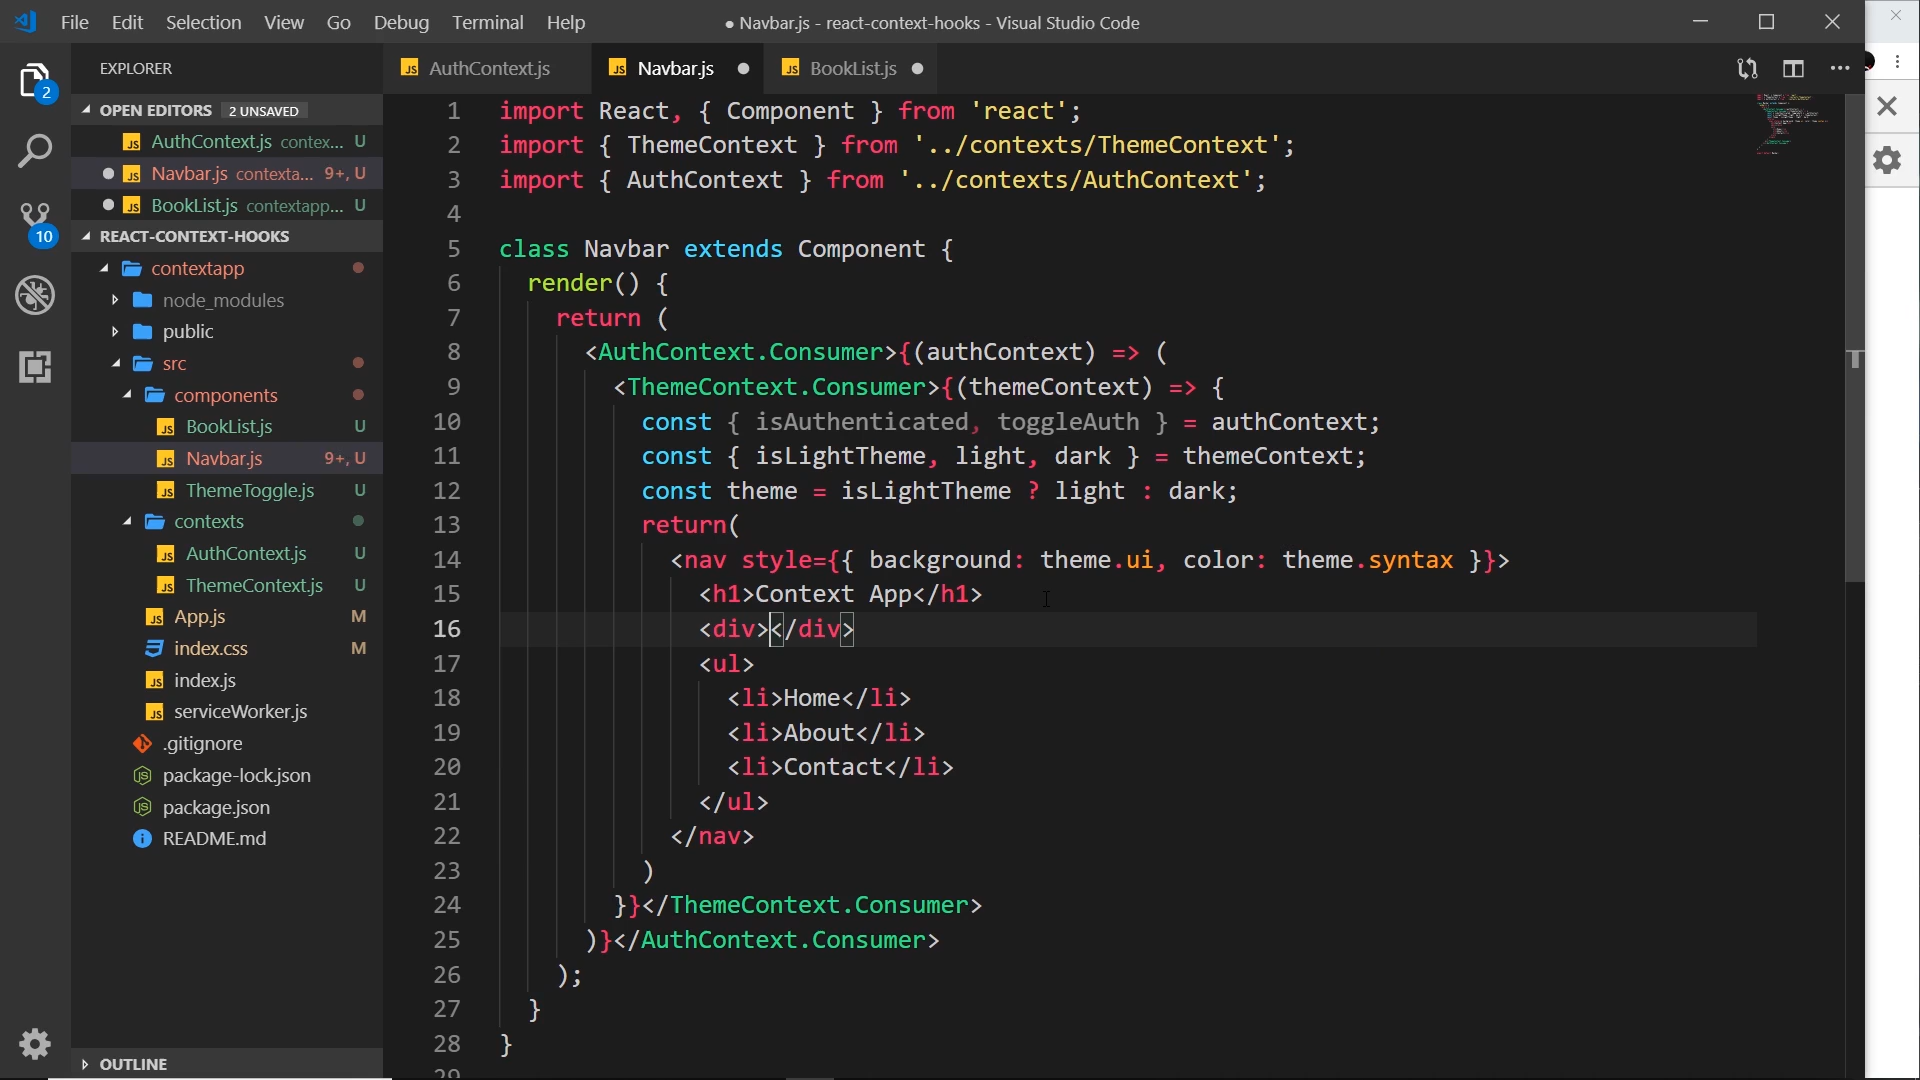 File Edit Selection View Go Debug Terminal Help
● Navbar.js - react-context-hooks - Visual Studio Code
EXPLORER
OPEN EDITORS 2 UNSAVED
AuthContext.js contex... U
Navbar.js contexta... 9+, U
BookList.js contextapp... U
REACT-CONTEXT-HOOKS
contextapp
node_modules
public
src
components
BookList.js U
Navbar.js 9+, U
ThemeToggle.js U
contexts
AuthContext.js U
ThemeContext.js U
App.js M
index.css M
index.js
serviceWorker.js
.gitignore
package-lock.json
package.json
README.md
OUTLINE
2
10
AuthContext.js Navbar.js ● BookList.js ●
1 import React, { Component } from 'react';
2 import { ThemeContext } from '../contexts/ThemeContext';
3 import { AuthContext } from '../contexts/AuthContext';
4
5 class Navbar extends Component {
6 render() {
7 return (
8 <AuthContext.Consumer>{(authContext) => (
9 <ThemeContext.Consumer>{(themeContext) => {
10 const { isAuthenticated, toggleAuth } = authContext;
11 const { isLightTheme, light, dark } = themeContext;
12 const theme = isLightTheme ? light : dark;
13 return(
14 <nav style={{ background: theme.ui, color: theme.syntax }}>
15 <h1>Context App</h1>
16 <div></div>
17 <ul>
18 <li>Home</li>
19 <li>About</li>
20 <li>Contact</li>
21 </ul>
22 </nav>
23 )
24 }}</ThemeContext.Consumer>
25 )}</AuthContext.Consumer>
26 );
27 }
28 }
29